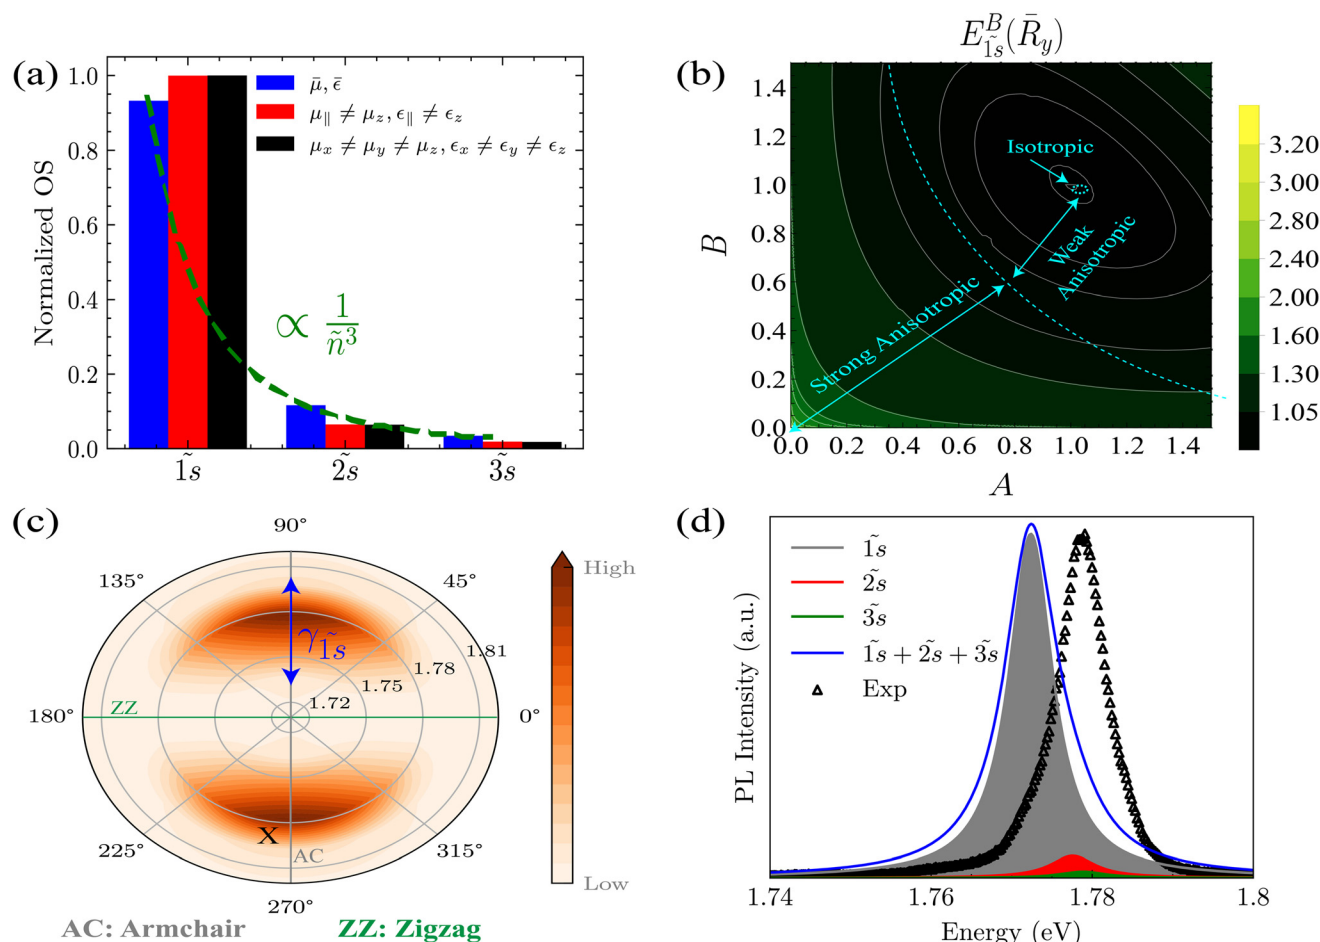 (a)
Normalized OS
1.0
0.8
0.6
0.4
0.2
0.0
μ̄, ε̄
μ∥ ≠ μz, ϵ∥ ≠ ϵz
μx ≠ μy ≠ μz, ϵx ≠ ϵy ≠ ϵz
∝ 1/ñ³
1̃s 2̃s 3̃s
(b)
E^B_1̃s(R̄y)
B
1.4
1.2
1.0
0.8
0.6
0.4
0.2
0.0
Isotropic
Weak
Anisotropic
Strong Anisotropic
0.0 0.2 0.4 0.6 0.8 1.0 1.2 1.4
A
3.20
3.00
2.80
2.40
2.00
1.60
1.30
1.05
(c)
90°
135° 45°
180° 0°
225° 315°
270°
ZZ
AC
X
γ1̃s
1.72
1.75
1.78
1.81
High
Low
AC: Armchair ZZ: Zigzag
(d)
PL Intensity (a.u.)
1̃s
2̃s
3̃s
1̃s + 2̃s + 3̃s
Exp
1.74 1.76 1.78 1.8
Energy (eV)